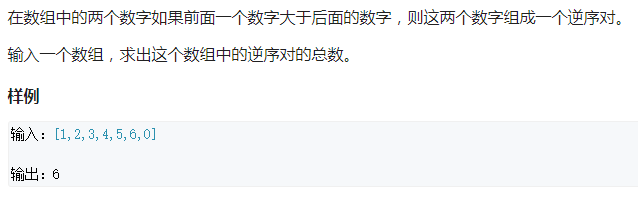 在数组中的两个数字如果前面一个数字大于后面的数字，则这两个数字组成一个逆序对。
输入一个数组，求出这个数组中的逆序对的总数。
样例
输入：[1,2,3,4,5,6,0]
输出：6